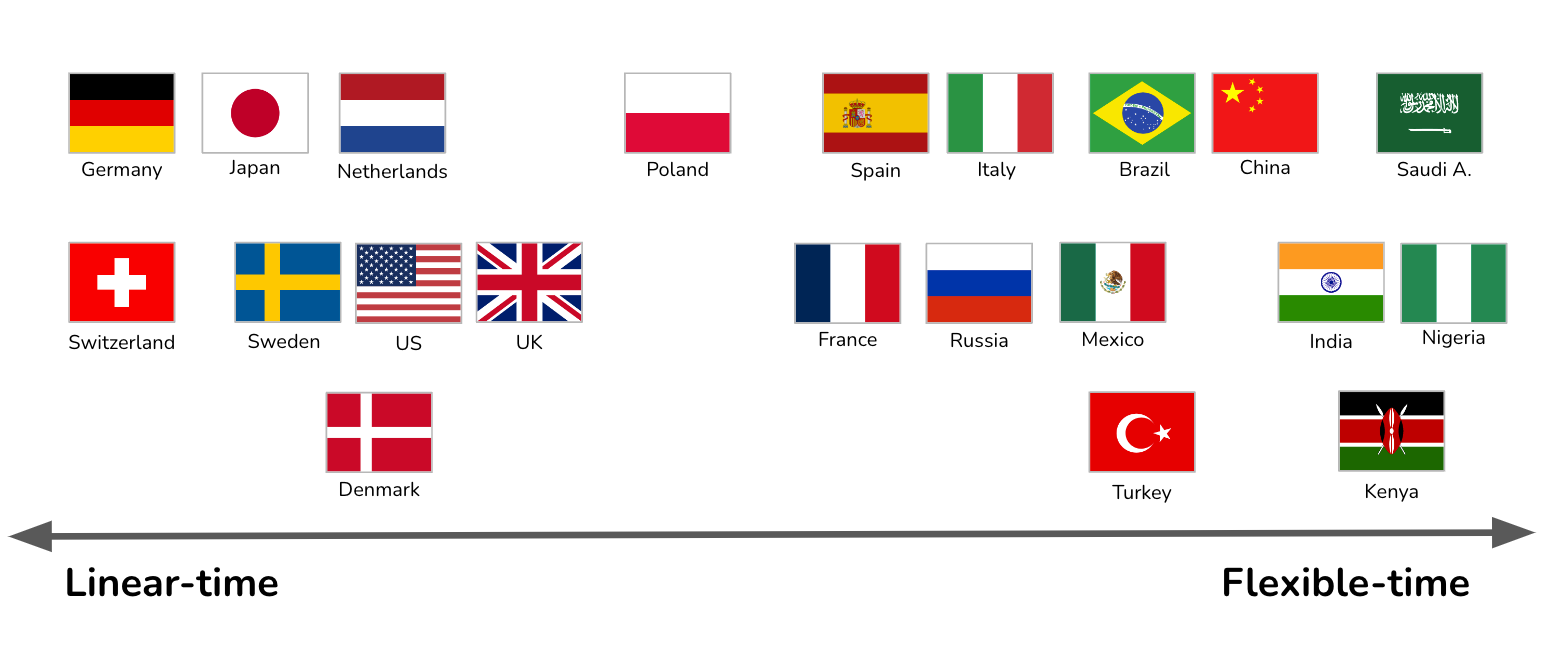 Germany
Japan
Netherlands
Poland
Spain
Italy
Brazil
China
Saudi A.
Switzerland
Sweden
US
UK
France
Russia
Mexico
India
Nigeria
Denmark
Turkey
Kenya
Linear-time
Flexible-time